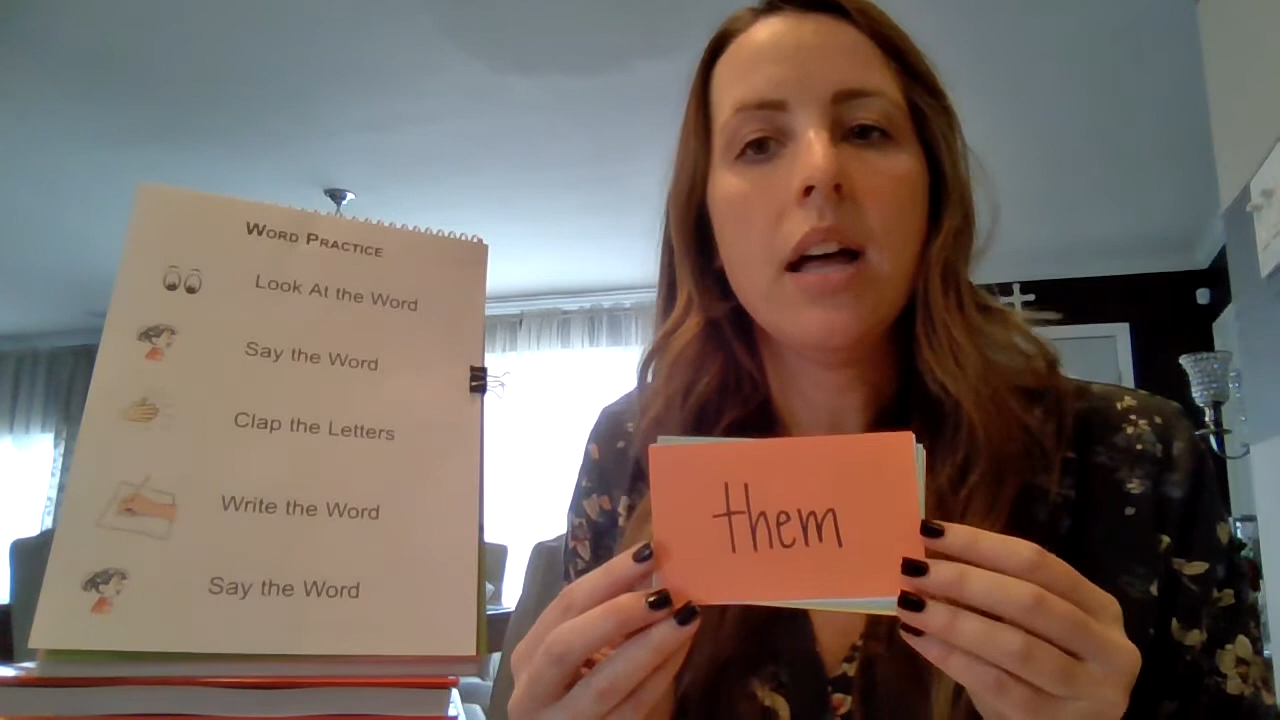 WORD PRACTICE
Look At the Word
Say the Word
Clap the Letters
Write the Word
Say the Word
them